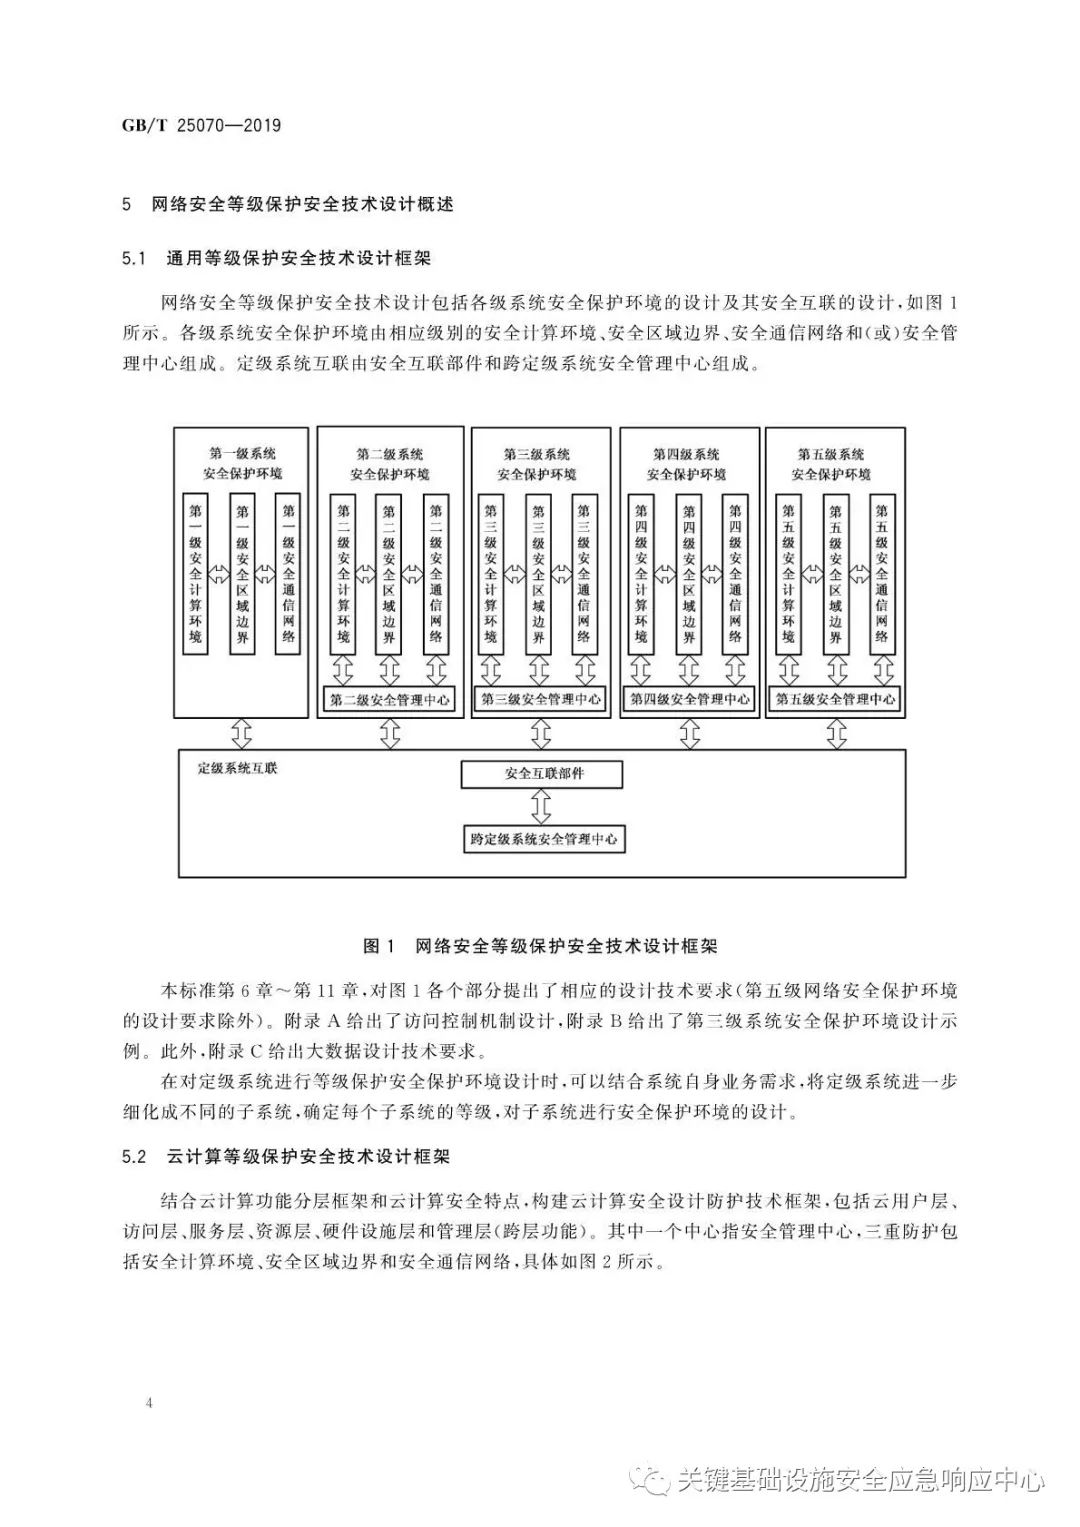 GB/T 25070—2019
5 网络安全等级保护安全技术设计概述
5.1 通用等级保护安全技术设计框架
网络安全等级保护安全技术设计包括各级系统安全保护环境的设计及其安全互联的设计,如图1
所示。各级系统安全保护环境由相应级别的安全计算环境、安全区域边界、安全通信网络和(或)安全管
理中心组成。定级系统互联由安全互联部件和跨定级系统安全管理中心组成。
第一级系统
安全保护环境
第一级安全计算环境
第一级安全区域边界
第一级安全通信网络
第二级系统
安全保护环境
第二级安全计算环境
第二级安全区域边界
第二级安全通信网络
第二级安全管理中心
第三级系统
安全保护环境
第三级安全计算环境
第三级安全区域边界
第三级安全通信网络
第三级安全管理中心
第四级系统
安全保护环境
第四级安全计算环境
第四级安全区域边界
第四级安全通信网络
第四级安全管理中心
第五级系统
安全保护环境
第五级安全计算环境
第五级安全区域边界
第五级安全通信网络
第五级安全管理中心
定级系统互联
安全互联部件
跨定级系统安全管理中心
图1 网络安全等级保护安全技术设计框架
本标准第6章～第11章,对图1各个部分提出了相应的设计技术要求(第五级网络安全保护环境
的设计要求除外)。附录A给出了访问控制机制设计,附录B给出了第三级系统安全保护环境设计示
例。此外,附录C给出大数据设计技术要求。
在对定级系统进行等级保护安全保护环境设计时,可以结合系统自身业务需求,将定级系统进一步
细化成不同的子系统,确定每个子系统的等级,对子系统进行安全保护环境的设计。
5.2 云计算等级保护安全技术设计框架
结合云计算功能分层框架和云计算安全特点,构建云计算安全设计防护技术框架,包括云用户层、
访问层、服务层、资源层、硬件设施层和管理层(跨层功能)。其中一个中心指安全管理中心,三重防护包
括安全计算环境、安全区域边界和安全通信网络,具体如图2所示。
4
关键基础设施安全应急响应中心